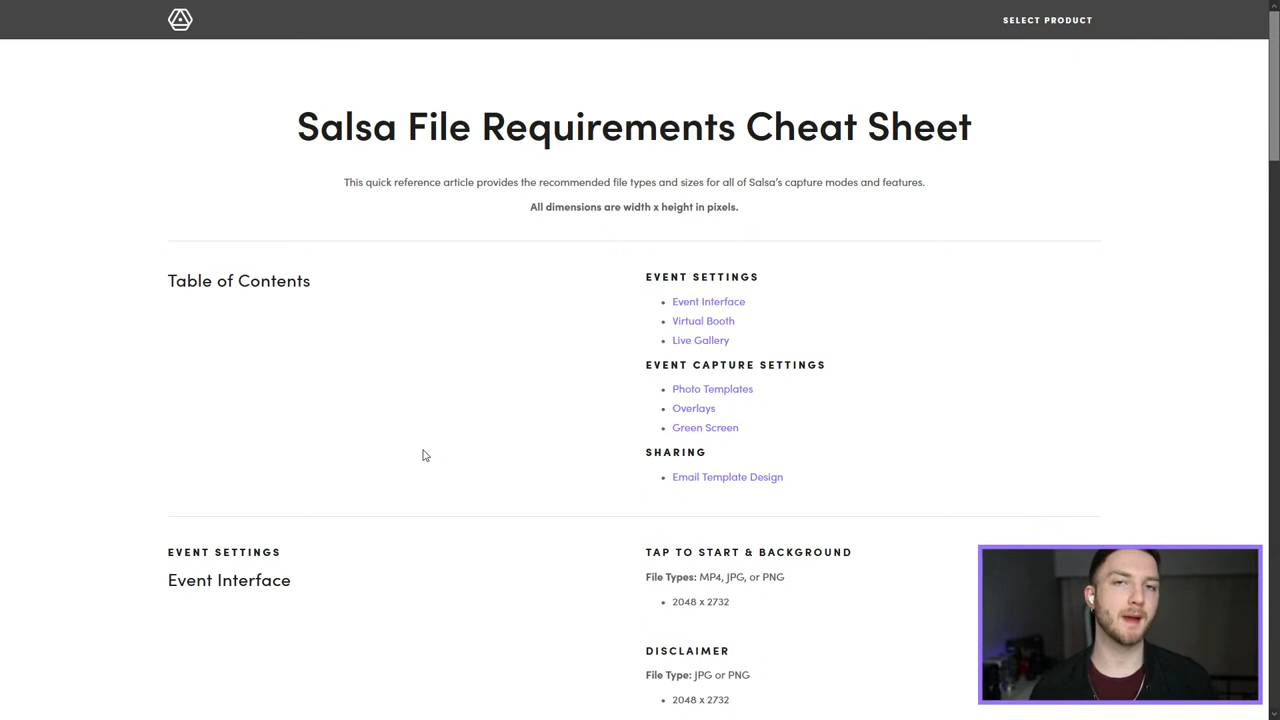 SELECT PRODUCT
Salsa File Requirements Cheat Sheet
This quick reference article provides the recommended file types and sizes for all of Salsa's capture modes and features.
All dimensions are width x height in pixels.
Table of Contents
EVENT SETTINGS
• Event Interface
• Virtual Booth
• Live Gallery
EVENT CAPTURE SETTINGS
• Photo Templates
• Overlays
• Green Screen
SHARING
• Email Template Design
EVENT SETTINGS
Event Interface
TAP TO START & BACKGROUND
File Types: MP4, JPG, or PNG
• 2048 x 2732
DISCLAIMER
File Type: JPG or PNG
• 2048 x 2732